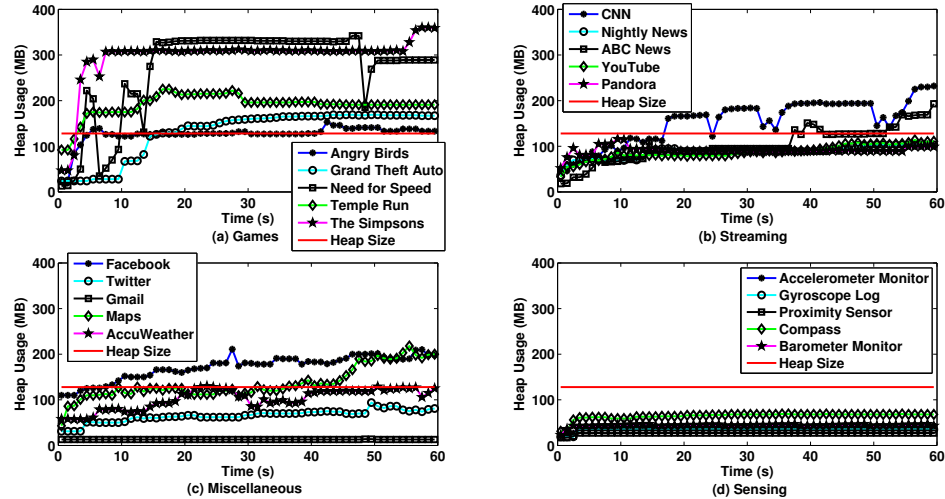 400
300
200
100
0
Heap Usage (MB)
0 10 20 30 40 50 60
Time (s)
Angry Birds
Grand Theft Auto
Need for Speed
Temple Run
The Simpsons
Heap Size
(a) Games
400
300
200
100
0
Heap Usage (MB)
CNN
Nightly News
ABC News
YouTube
Pandora
Heap Size
0 10 20 30 40 50 60
Time (s)
(b) Streaming
400
300
200
100
0
Heap Usage (MB)
Facebook
Twitter
Gmail
Maps
AccuWeather
Heap Size
0 10 20 30 40 50 60
Time (s)
(c) Miscellaneous
400
300
200
100
0
Heap Usage (MB)
Accelerometer Monitor
Gyroscope Log
Proximity Sensor
Compass
Barometer Monitor
Heap Size
0 10 20 30 40 50 60
Time (s)
(d) Sensing